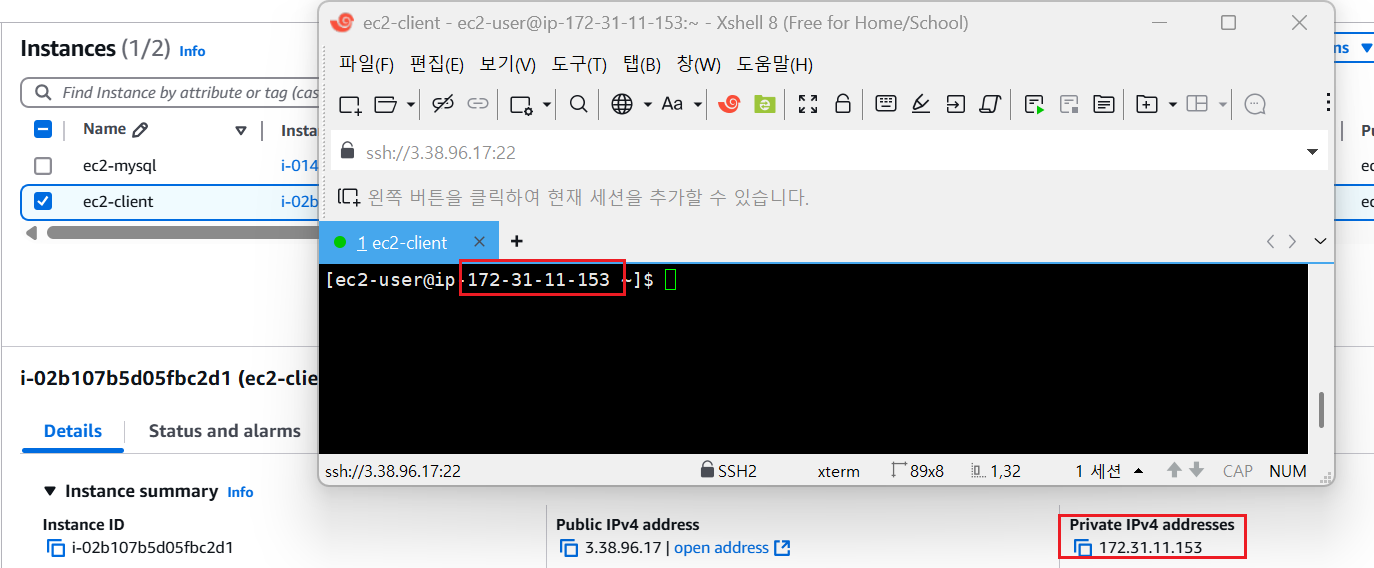 ec2-client - ec2-user@ip-172-31-11-153:~ - Xshell 8 (Free for Home/School)
Instances (1/2) Info
파일(F) 편집(E) 보기(V) 도구(T) 탭(B) 창(W) 도움말(H)
Find Instance by attribute or tag (cas
Aa
Name
Insta
ssh://3.38.96.17:22
ec2-mysql
i-014
ec
왼쪽 버튼을 클릭하여 현재 세션을 추가할 수 있습니다.
ec2-client
i-02b
ec
1 ec2-client
[ec2-user@ip-172-31-11-153 ~]$
i-02b107b5d05fbc2d1 (ec2-clie
Details
Status and alarms
ssh://3.38.96.17:22
SSH2
xterm
89x8
1,32
1 세션
CAP
NUM
Instance summary Info
Instance ID
i-02b107b5d05fbc2d1
Public IPv4 address
3.38.96.17 | open address
Private IPv4 addresses
172.31.11.153